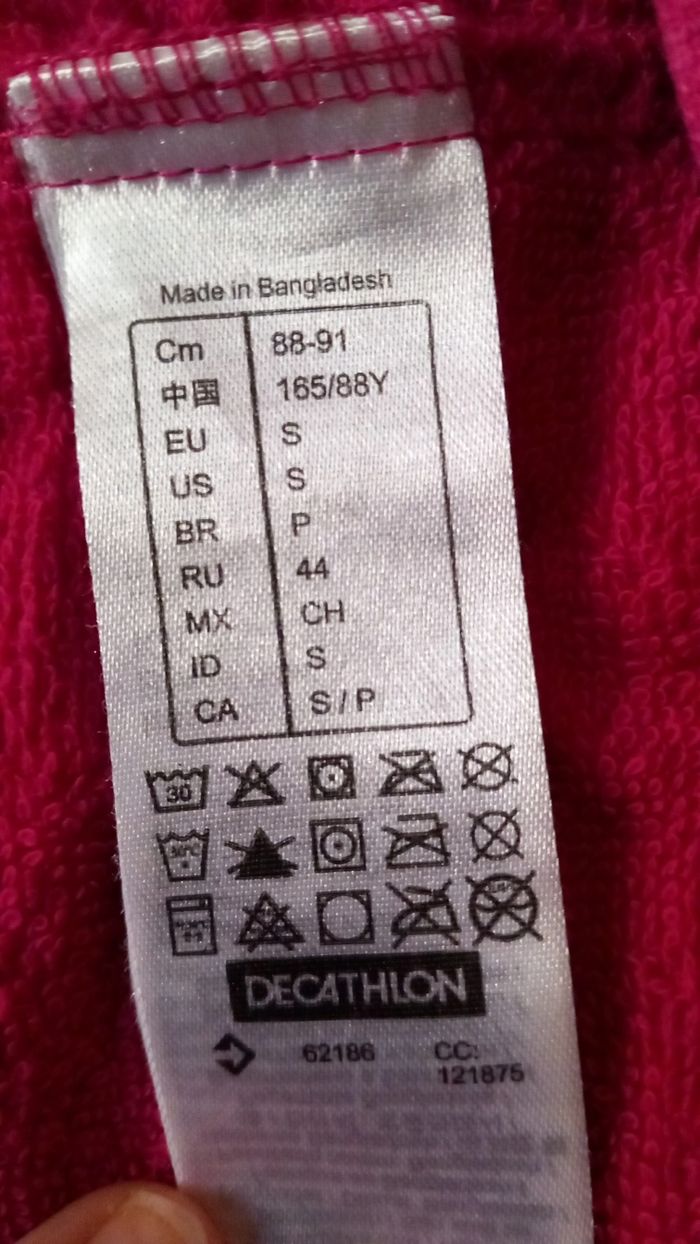 Made in Bangladesh
Cm 88-91
中国 165/88Y
EU S
US S
BR P
RU 44
MX CH
ID S
CA S / P
30
30°C
DECATHLON
62186 CC:
121875